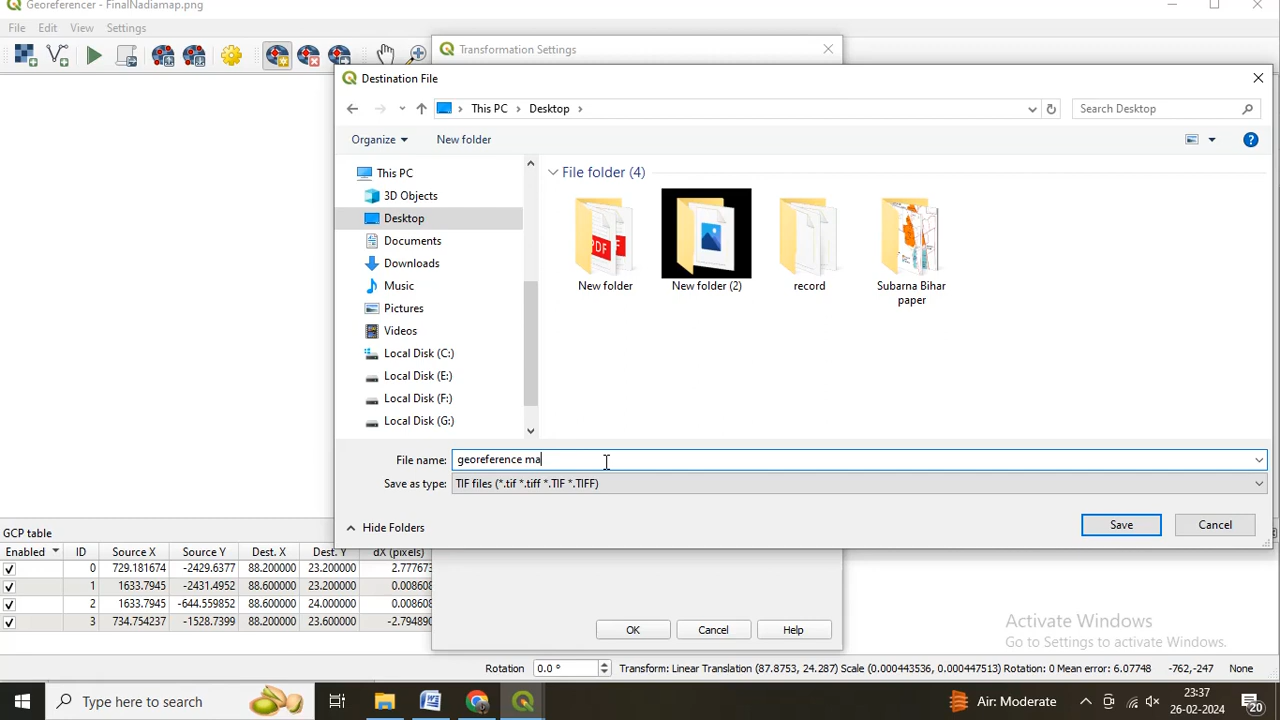 Georeferencer - FinalNadiamap.png
File Edit View Settings
Transformation Settings
Destination File
This PC Desktop
Search Desktop
Organize New folder
This PC
3D Objects
Desktop
Documents
Downloads
Music
Pictures
Videos
Local Disk (C:)
Local Disk (E:)
Local Disk (F:)
Local Disk (G:)
File folder (4)
New folder
New folder (2)
record
Subarna Bihar
paper
File name: georeference ma
Save as type: TIF files (*.tif *.tiff *.TIF *.TIFF)
Hide Folders
Save Cancel
GCP table
Enabled ID Source X Source Y Dest. X Dest. Y dX (pixels)
0 729.181674 -2429.6377 88.200000 23.200000 2.777673
1 1633.7945 -2431.4952 88.600000 23.200000 0.008608
2 1633.7945 -644.559852 88.600000 24.000000 0.008608
3 734.754237 -1528.7399 88.200000 23.600000 -2.794890
OK Cancel Help
Activate Windows
Go to Settings to activate Windows.
Rotation 0.0 ° Transform: Linear Translation (87.8753, 24.287) Scale (0.000443536, 0.000447513) Rotation: 0 Mean error: 6.07748 -762,-247 None
Type here to search
Air: Moderate
23:37
26-02-2024
20